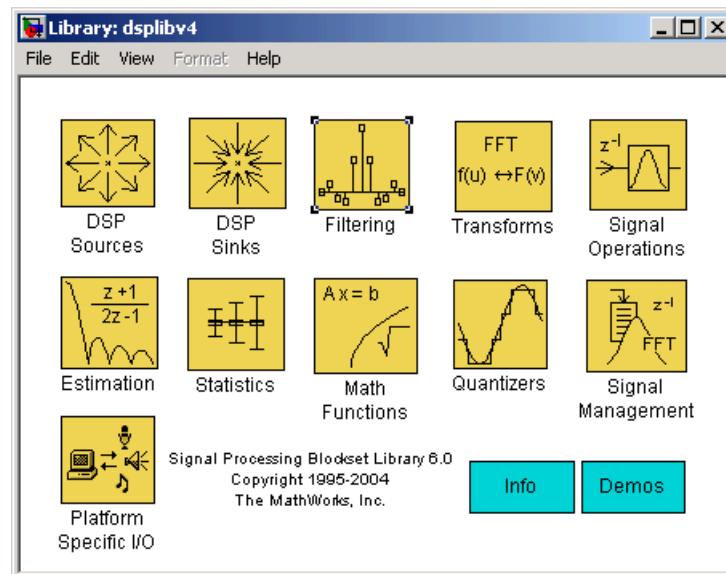 Library: dsplibv4
File Edit View Format Help
FFT
f(u) ↔F(v)
z-1
DSP
Sources
DSP
Sinks
Filtering
Transforms
Signal
Operations
z+1
2z-1
Ax=b
√
z-1
FFT
Estimation
Statistics
Math
Functions
Quantizers
Signal
Management
Signal Processing Blockset Library 6.0
Copyright 1995-2004
The MathWorks, Inc.
Info
Demos
Platform
Specific I/O